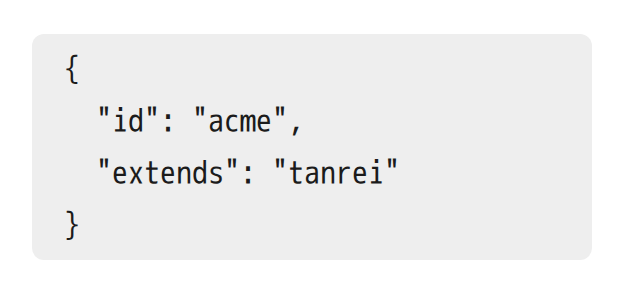 {
  "id": "acme",
  "extends": "tanrei"
}